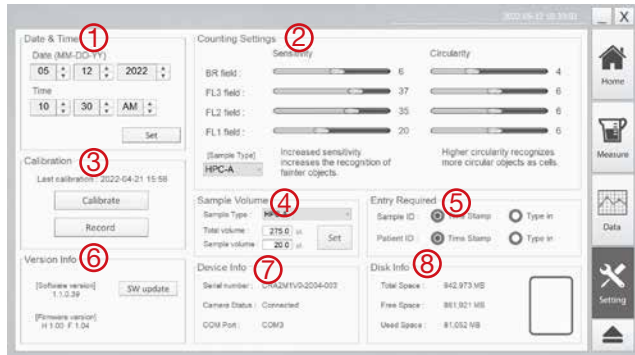 2022-05-12 10:33:01
X
Date & Time ①
Date (MM-DD-YY)
05 12 2022
Time
10 30 AM
Set
Counting Settings ②
Sensitivity Circularity
BR field : 6 4
FL3 field : 37 6
FL2 field : 35 6
FL1 field : 20 6
[Sample Type]
HPC-A
Increased sensitivity
increases the recognition of
fainter objects.
Higher circularity recognizes
more circular objects as cells.
Calibration ③
Last calibration : 2022-04-21 15:58
Calibrate
Record
Sample Volume ④
Sample Type :
Total volume : 275.0
Sample volume 20.0
Set
Entry Required ⑤
Sample ID : Time Stamp Type in
Patient ID : Time Stamp Type in
Version Info ⑥
[Software version]
1.1.0.39
SW update
[Firmware version]
H 1.00 F 1.04
Device Info ⑦
Serial number : CRA2M1V0-2004-003
Camera Status : Connected
COM Port : COM3
Disk Info ⑧
Total Space : 942,973 MB
Free Space : 861,921 MB
Used Space : 81,052 MB
Home
Measure
Data
Setting